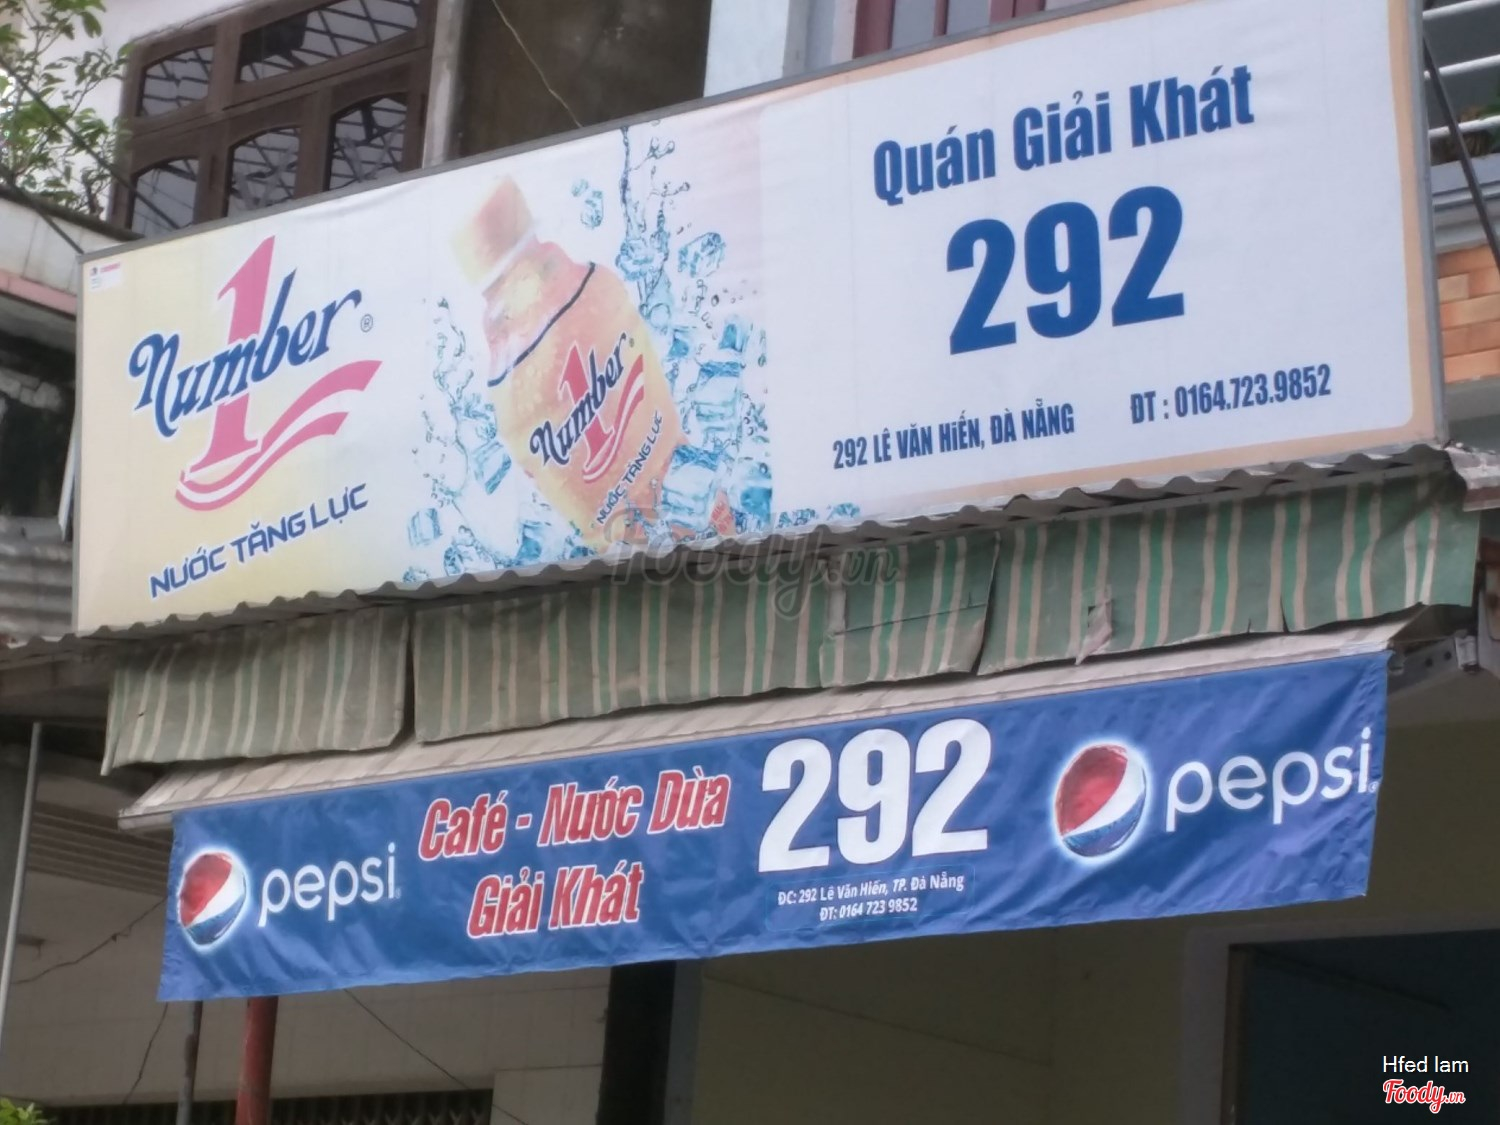 Number 1 ®
NƯỚC TĂNG LỰC
Number 1
NƯỚC TĂNG LỰC
Quán Giải Khát
292
292 LÊ VĂN HiẾN, ĐÀ NẴNG ĐT : 0164.723.9852
Foody.vn
pepsi
Café - Nước Dừa
Giải Khát
292
ĐC: 292 Lê Văn Hiến, TP. Đà Nẵng
ĐT: 0164 723 9852
pepsi
Hfed lam
Foody.vn